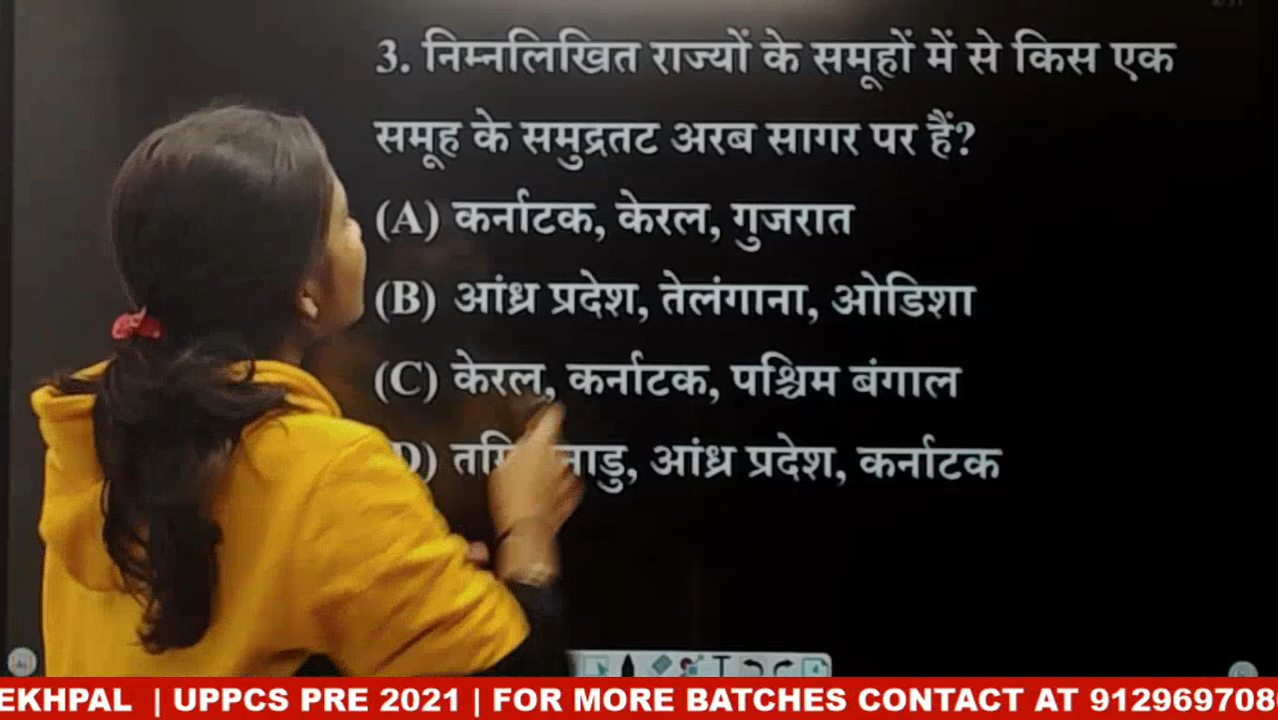 3. निम्नलिखित राज्यों के समूहों में से किस एक
समूह के समुद्रतट अरब सागर पर हैं?
(A) कर्नाटक, केरल, गुजरात
(B) आंध्र प्रदेश, तेलंगाना, ओडिशा
(C) केरल, कर्नाटक, पश्चिम बंगाल
आंध्र प्रदेश, कर्नाटक
EKHPAL | UPPCS PRE 2021 | FOR MORE BATCHES CONTACT AT 912969708